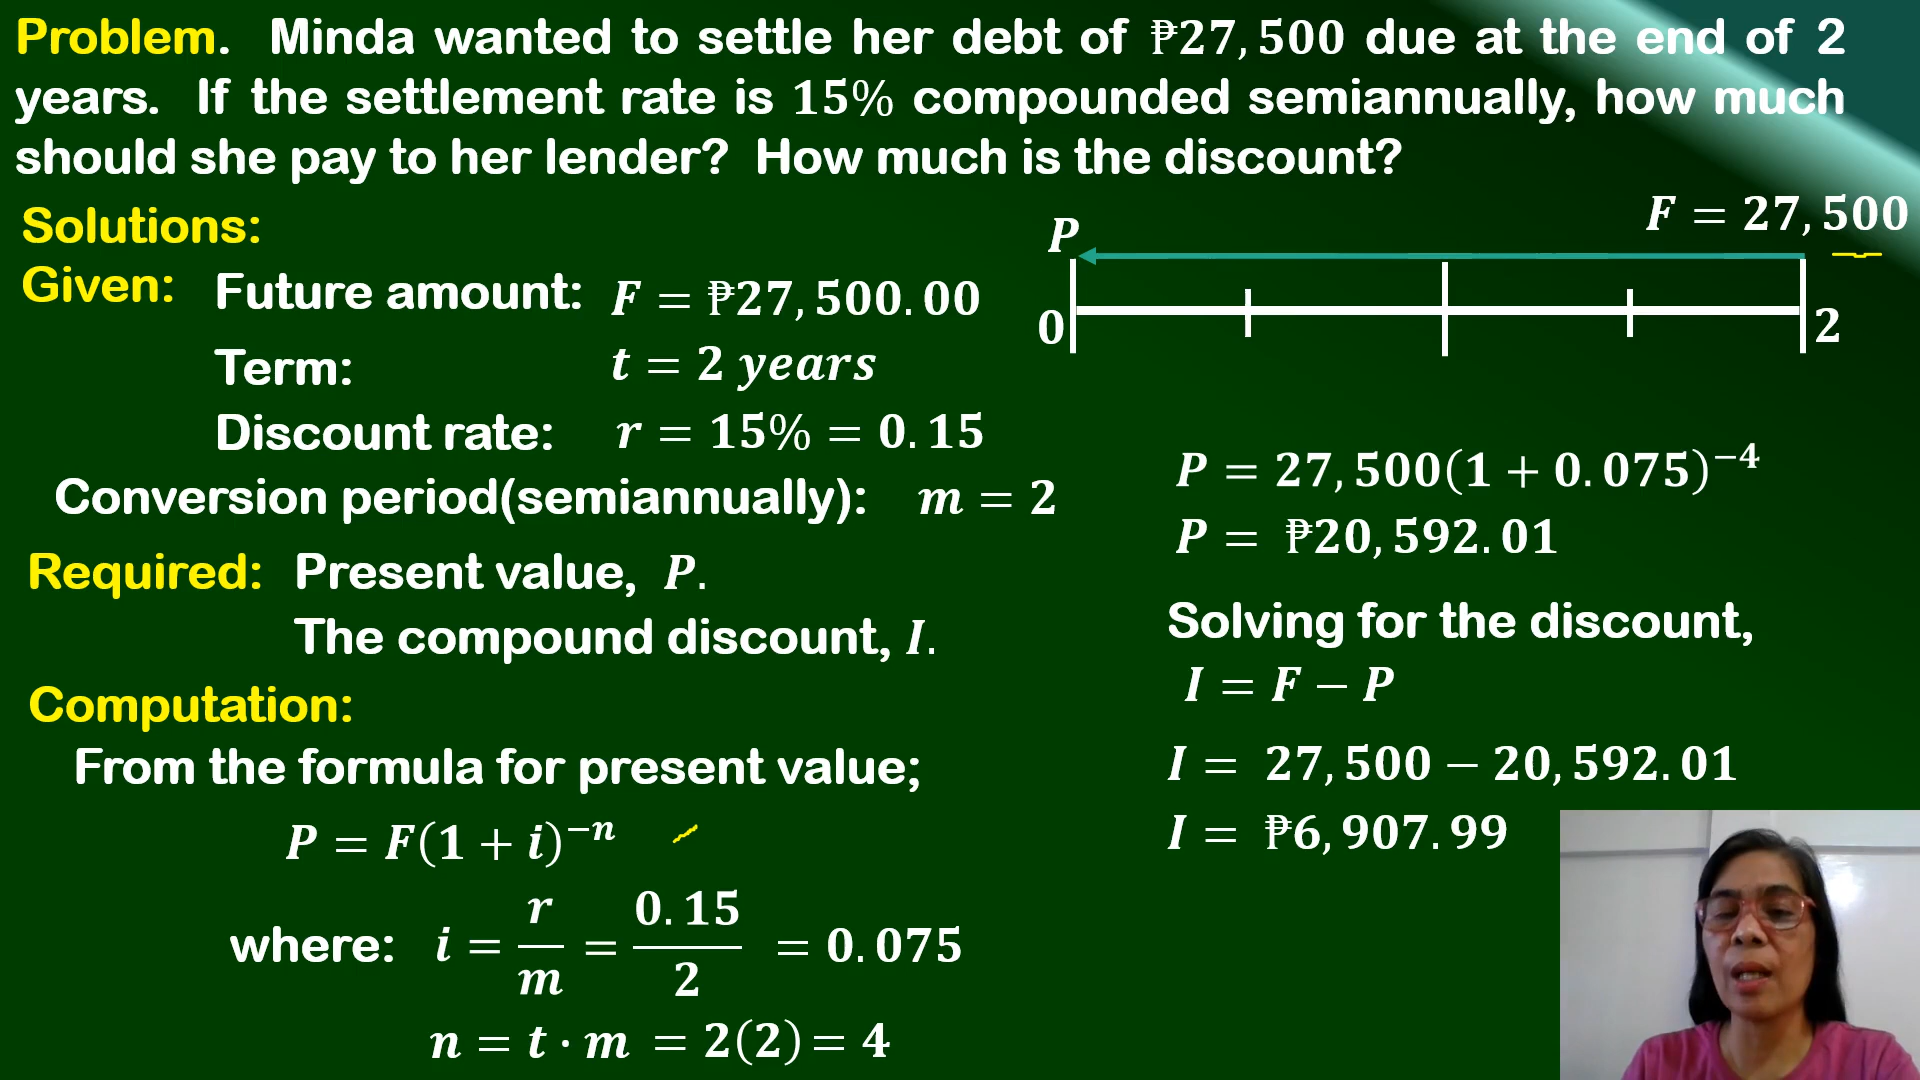 Problem. Minda wanted to settle her debt of ₱27,500 due at the end of 2
years. If the settlement rate is 15% compounded semiannually, how much
should she pay to her lender? How much is the discount?
Solutions:
Given: Future amount: F = ₱27,500.00
Term: t = 2 years
Discount rate: r = 15% = 0.15
Conversion period(semiannually): m = 2
Required: Present value, P.
The compound discount, I.
Computation:
From the formula for present value;
P = F(1 + i)^{-n}
where: i = r/m = 0.15/2 = 0.075
n = t · m = 2(2) = 4
P
F = 27,500
0
2
P = 27,500(1 + 0.075)^{-4}
P = ₱20,592.01
Solving for the discount,
I = F − P
I = 27,500 − 20,592.01
I = ₱6,907.99